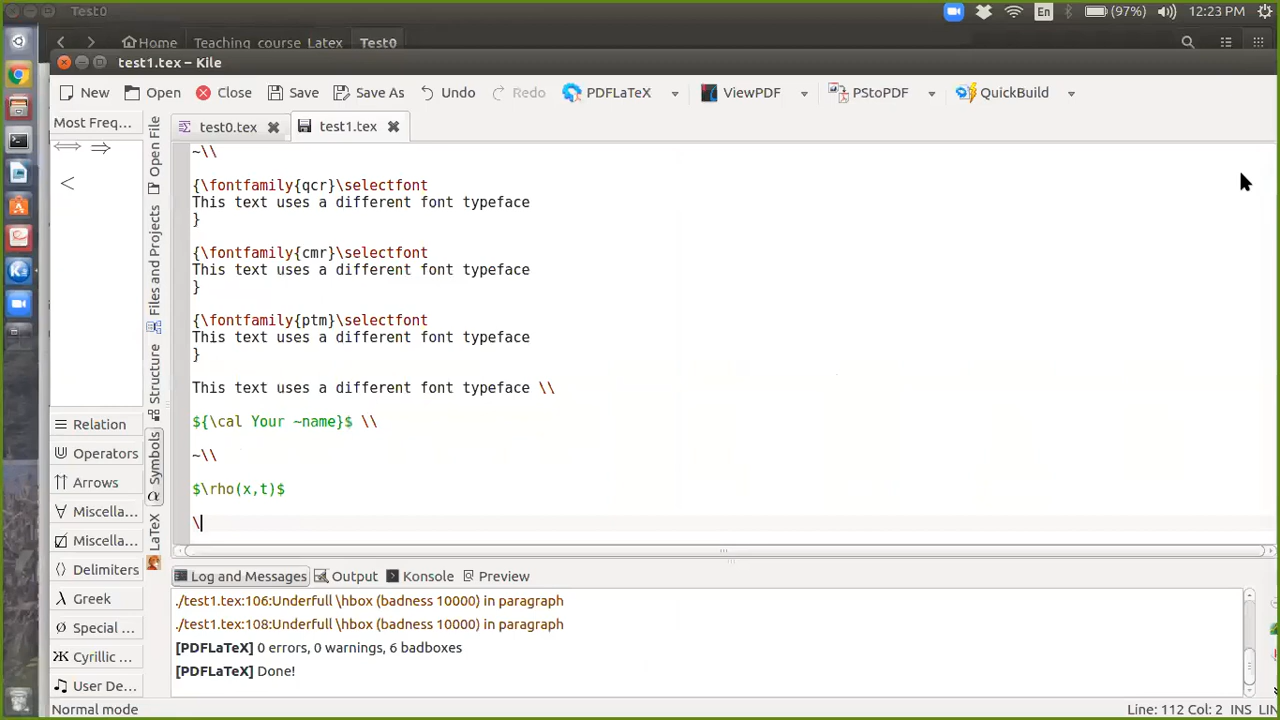 Test0
En
(97%)
12:23 PM
Home
Teaching course Latex
Test0
test1.tex – Kile
New
Open
Close
Save
Save As
Undo
Redo
PDFLaTeX
ViewPDF
PStoPDF
QuickBuild
Most Freq...
test0.tex
test1.tex
Open File
Files and Projects
Structure
Symbols
LaTeX
~\\
{\fontfamily{qcr}\selectfont
This text uses a different font typeface
}
{\fontfamily{cmr}\selectfont
This text uses a different font typeface
}
{\fontfamily{ptm}\selectfont
This text uses a different font typeface
}
This text uses a different font typeface \\
${\cal Your ~name}$ \\
~\\
$\rho(x,t)$
\
Relation
Operators
Arrows
Miscella...
Miscella...
Delimiters
Greek
Special ...
Cyrillic ...
User De...
Log and Messages
Output
Konsole
Preview
./test1.tex:106:Underfull \hbox (badness 10000) in paragraph
./test1.tex:108:Underfull \hbox (badness 10000) in paragraph
[PDFLaTeX] 0 errors, 0 warnings, 6 badboxes
[PDFLaTeX] Done!
Normal mode
Line: 112 Col: 2 INS LIN